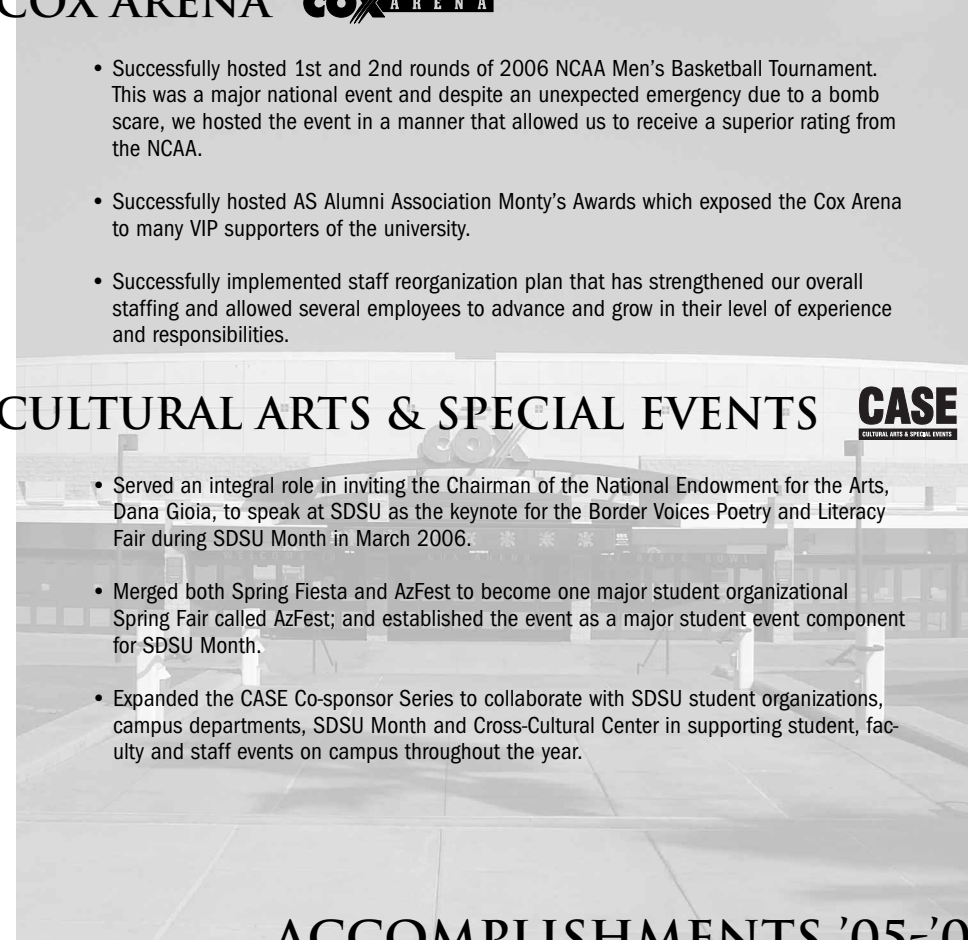 COX ARENA COX ARENA
• Successfully hosted 1st and 2nd rounds of 2006 NCAA Men's Basketball Tournament.
This was a major national event and despite an unexpected emergency due to a bomb
scare, we hosted the event in a manner that allowed us to receive a superior rating from
the NCAA.
• Successfully hosted AS Alumni Association Monty's Awards which exposed the Cox Arena
to many VIP supporters of the university.
• Successfully implemented staff reorganization plan that has strengthened our overall
staffing and allowed several employees to advance and grow in their level of experience
and responsibilities.
CULTURAL ARTS & SPECIAL EVENTS CASE
CULTURAL ARTS & SPECIAL EVENTS
COX
• Served an integral role in inviting the Chairman of the National Endowment for the Arts,
Dana Gioia, to speak at SDSU as the keynote for the Border Voices Poetry and Literacy
Fair during SDSU Month in March 2006.
WELCOME COX ARENA
• Merged both Spring Fiesta and AzFest to become one major student organizational
Spring Fair called AzFest; and established the event as a major student event component
for SDSU Month.
• Expanded the CASE Co-sponsor Series to collaborate with SDSU student organizations,
campus departments, SDSU Month and Cross-Cultural Center in supporting student, fac-
ulty and staff events on campus throughout the year.
ACCOMPLISHMENTS '05-'0